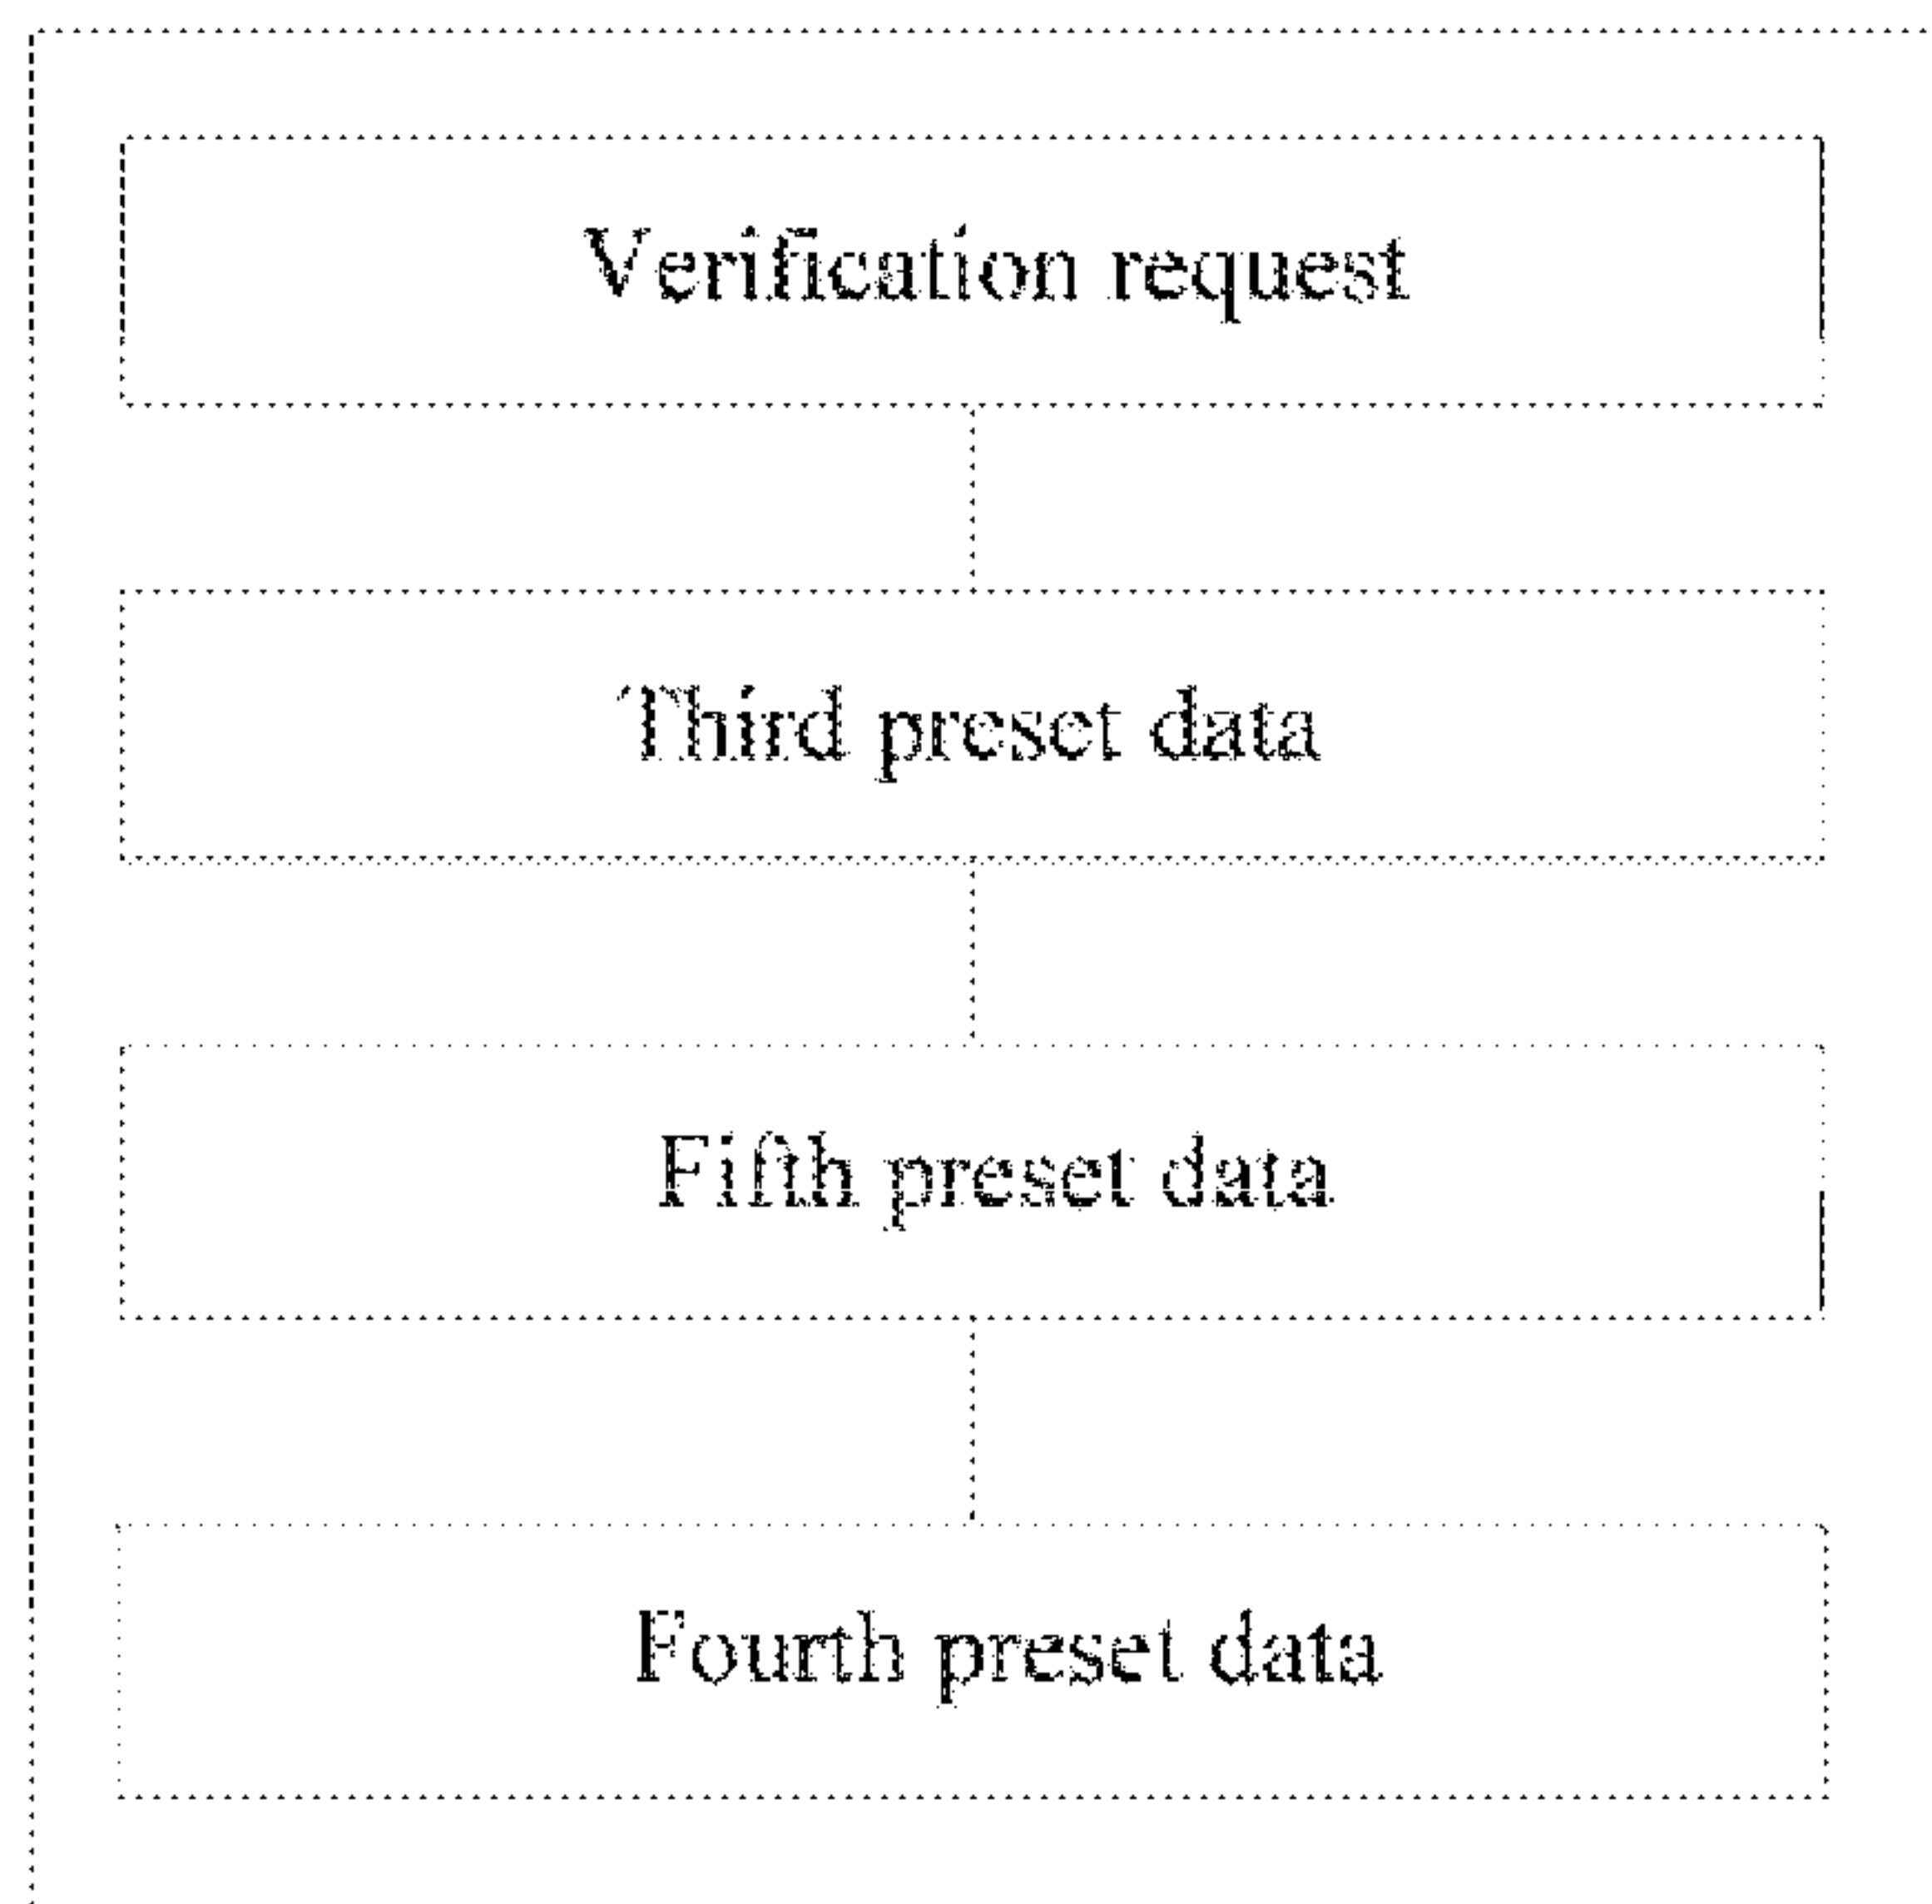 Verification request
Third preset data
Fifth preset data
Fourth preset data